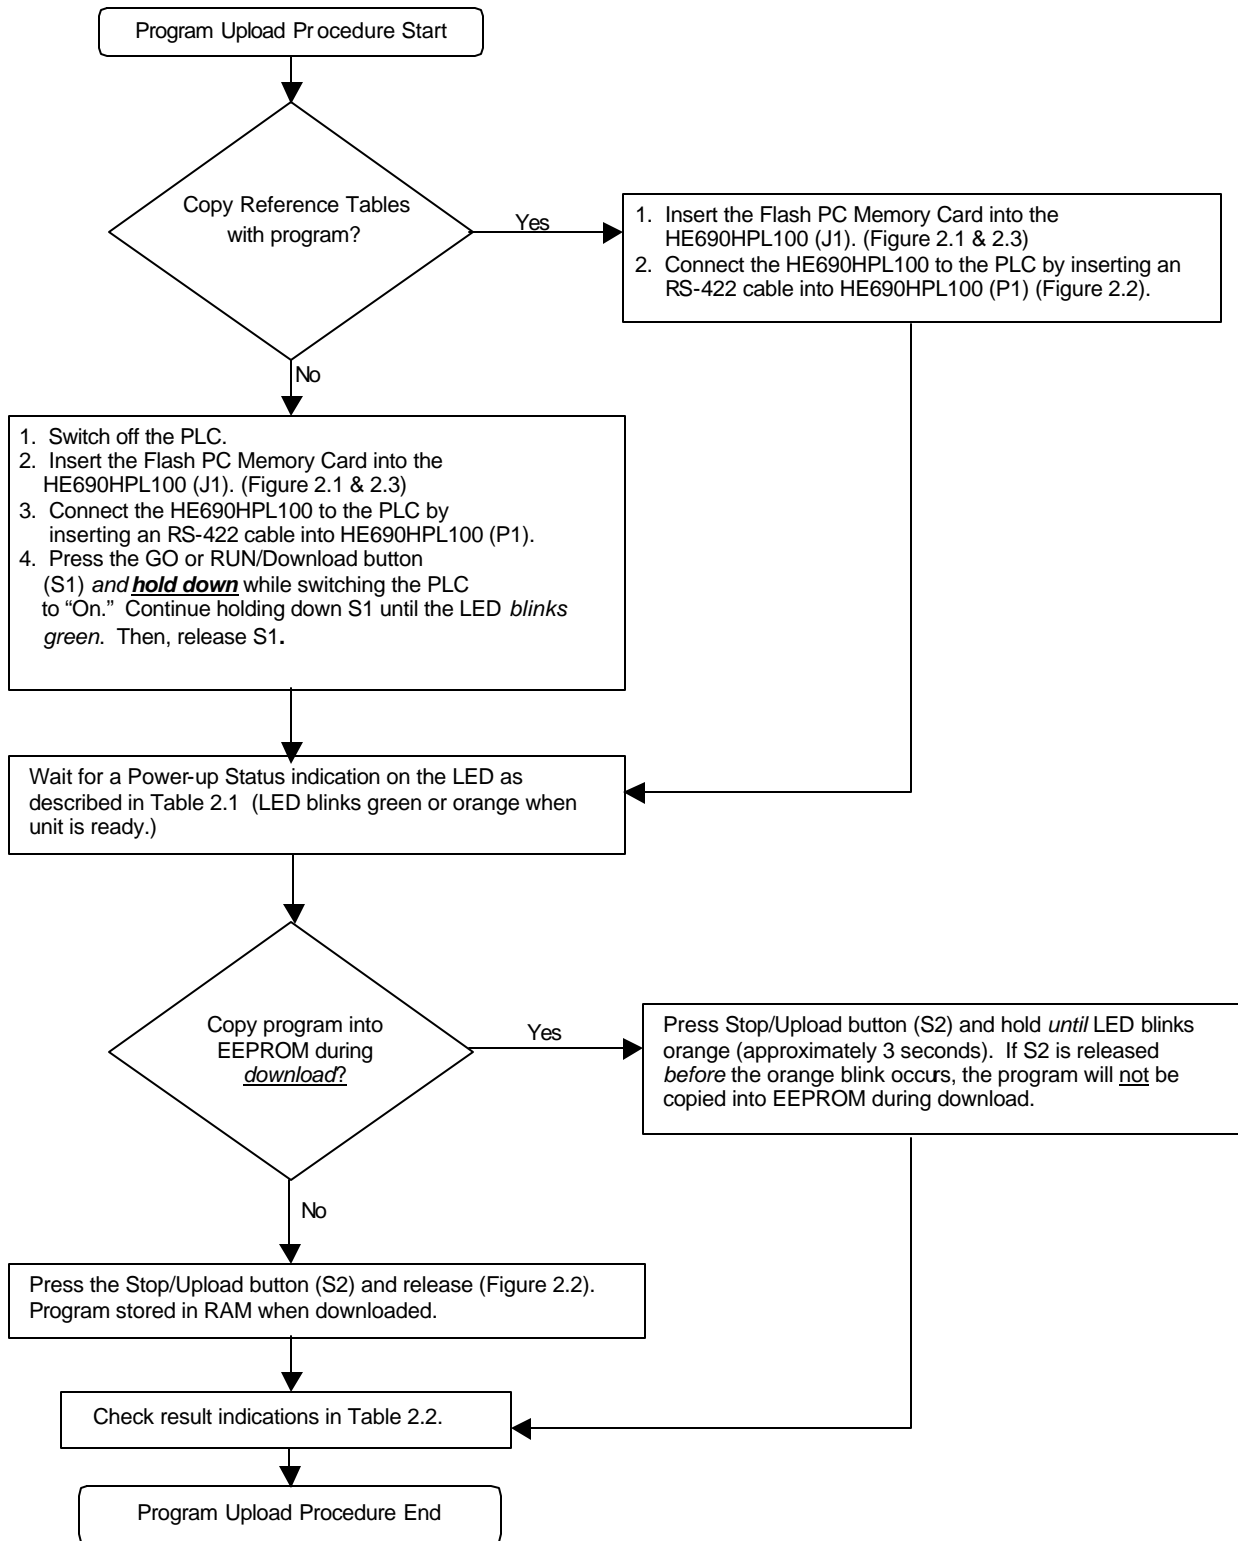 Program Upload Procedure Start
Copy Reference Tables
with program?
Yes
1. Insert the Flash PC Memory Card into the
HE690HPL100 (J1). (Figure 2.1 & 2.3)
2. Connect the HE690HPL100 to the PLC by inserting an
RS-422 cable into HE690HPL100 (P1) (Figure 2.2).
No
1. Switch off the PLC.
2. Insert the Flash PC Memory Card into the
HE690HPL100 (J1). (Figure 2.1 & 2.3)
3. Connect the HE690HPL100 to the PLC by
inserting an RS-422 cable into HE690HPL100 (P1).
4. Press the GO or RUN/Download button
(S1) and hold down while switching the PLC
to “On.” Continue holding down S1 until the LED blinks
green. Then, release S1.
Wait for a Power-up Status indication on the LED as
described in Table 2.1 (LED blinks green or orange when
unit is ready.)
Copy program into
EEPROM during
download?
Yes
Press Stop/Upload button (S2) and hold until LED blinks
orange (approximately 3 seconds). If S2 is released
before the orange blink occurs, the program will not be
copied into EEPROM during download.
No
Press the Stop/Upload button (S2) and release (Figure 2.2).
Program stored in RAM when downloaded.
Check result indications in Table 2.2.
Program Upload Procedure End